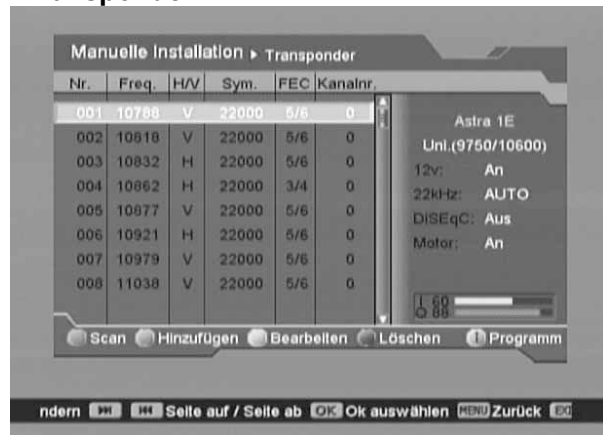 Manuelle Installation ▸ Transponder
Nr. Freq. H/V Sym. FEC Kanalnr.
001 10788 V 22000 5/6 0
002 10818 V 22000 5/6 0
003 10832 H 22000 5/6 0
004 10862 H 22000 3/4 0
005 10877 V 22000 5/6 0
006 10921 H 22000 5/6 0
007 10979 V 22000 5/6 0
008 11038 V 22000 5/6 0
Astra 1E
Uni.(9750/10600)
12v: An
22kHz: AUTO
DiSEqC: Aus
Motor: An
I 60
Q 88
Scan Hinzufügen Bearbeiten Löschen Programm
ndern Seite auf / Seite ab OK Ok auswählen MENU Zurück